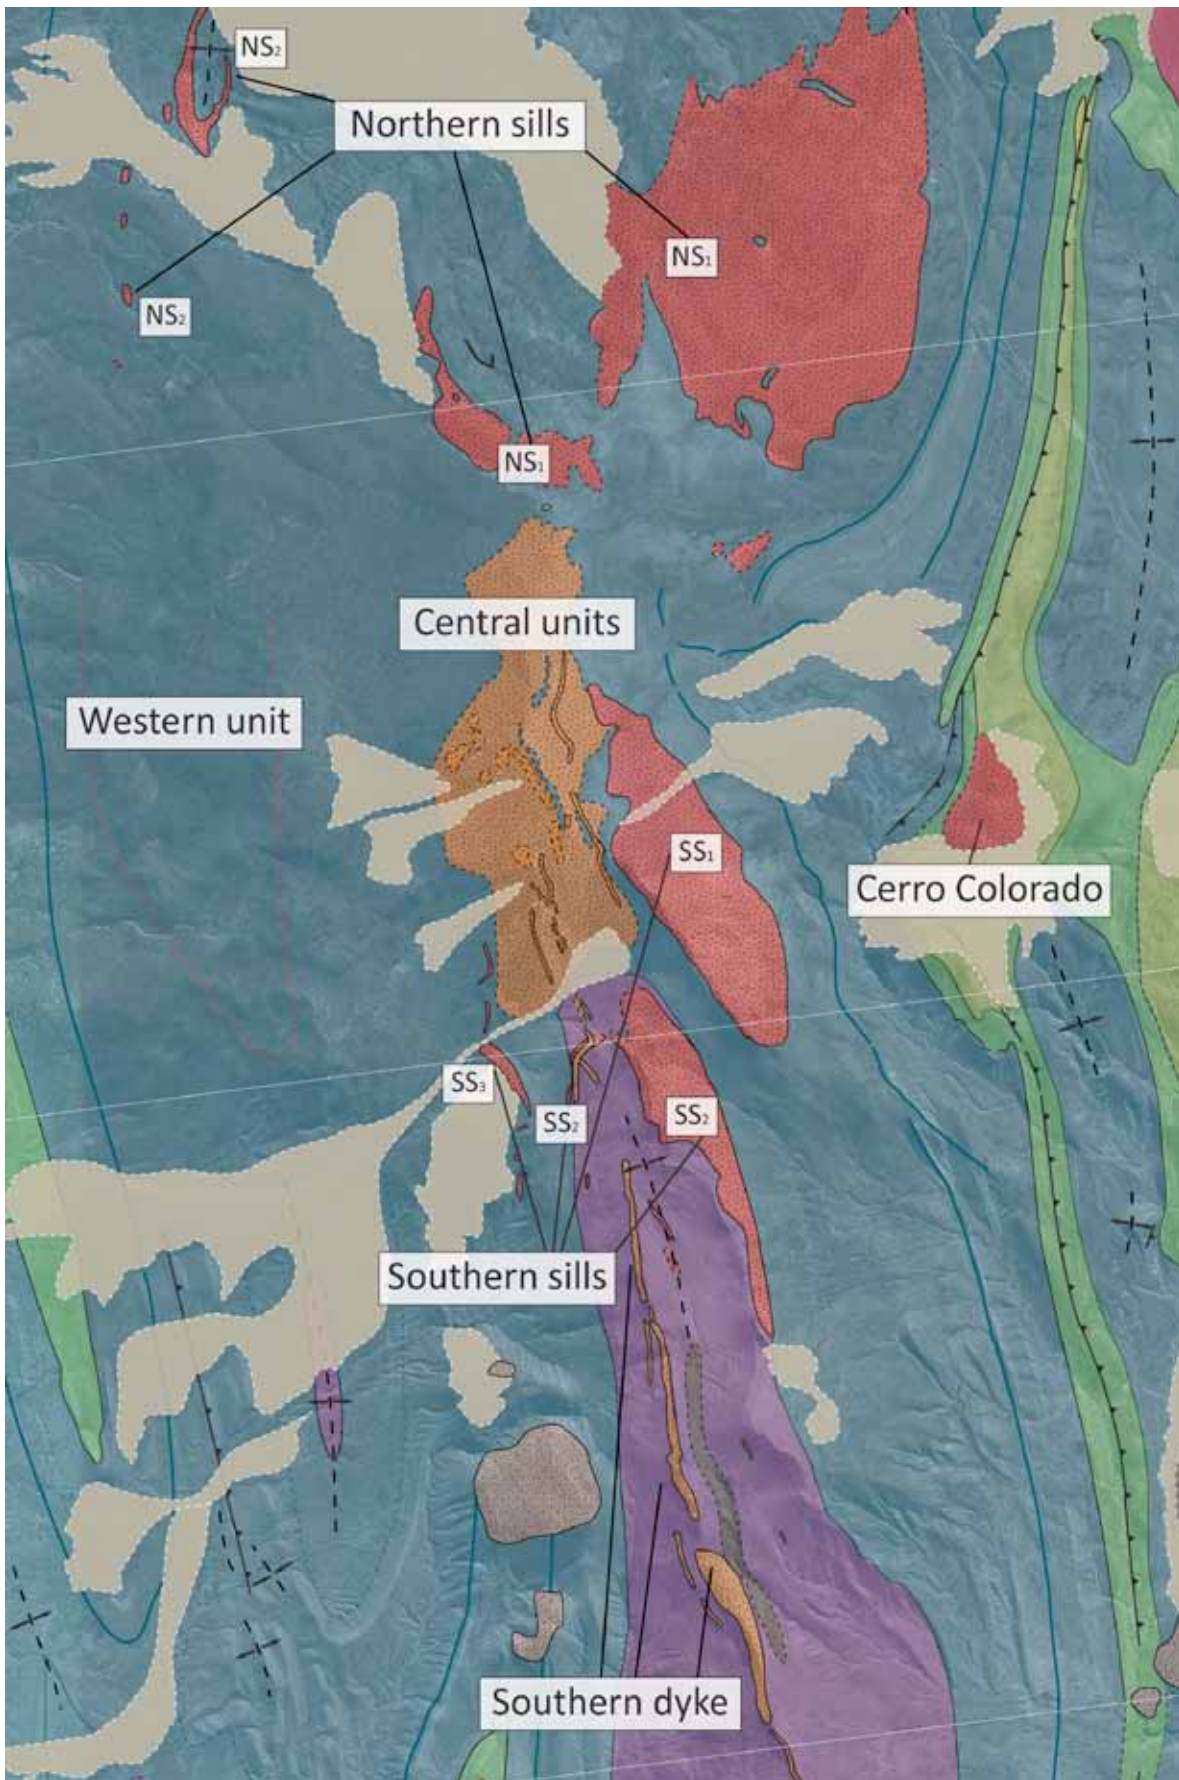 NS₂
Northern sills
NS₁
NS₂
NS₁
Central units
Western unit
SS₁
Cerro Colorado
SS₃
SS₂
SS₂
Southern sills
Southern dyke